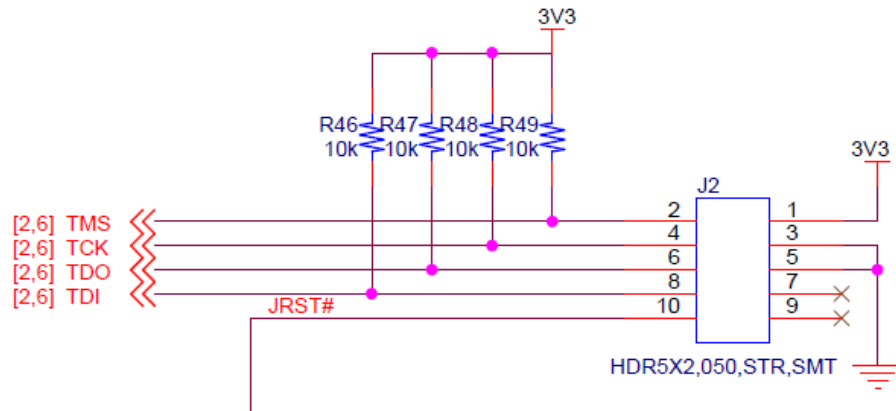 3V3
R46 R47 R48 R49
10k 10k 10k 10k
3V3
J2
[2,6] TMS 2 1
[2,6] TCK 4 3
[2,6] TDO 6 5
[2,6] TDI 8 7
JRST# 10 9
HDR5X2,050,STR,SMT